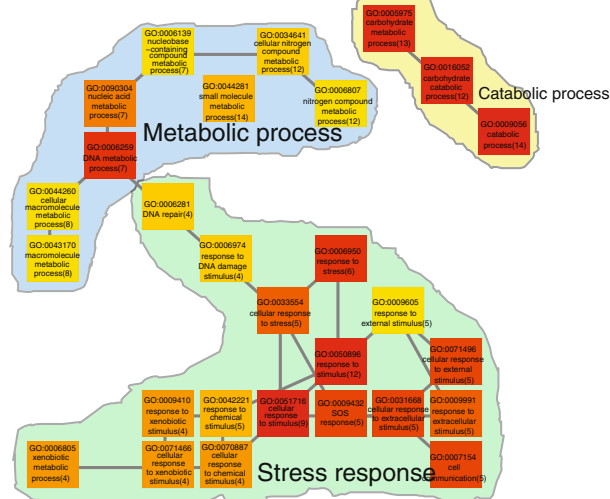 GO:0006139
nucleobase
-containing
compound
metabolic
process(7)
GO:0034641
cellular nitrogen
compound
metabolic
process(12)
GO:0005975
carbohydrate
metabolic
process(13)
GO:0016052
carbohydrate
catabolic
process(12)
GO:0009056
catabolic
process(14)
Catabolic process
GO:0090304
nucleic acid
metabolic
process(7)
GO:0044281
small molecule
metabolic
process(14)
GO:0006807
nitrogen compound
metabolic
process(12)
Metabolic process
GO:0006259
DNA metabolic
process(7)
GO:0044260
cellular
macromolecule
metabolic
process(8)
GO:0043170
macromolecule
metabolic
process(8)
GO:0006281
DNA repair(4)
GO:0006974
response to
DNA damage
stimulus(4)
GO:0006950
response to
stress(6)
GO:0033554
cellular response
to stress(5)
GO:0009605
response to
external stimulus(5)
GO:0050896
response to
stimulus(12)
GO:0071496
cellular response
to external
stimulus(5)
GO:0009410
response to
xenobiotic
stimulus(4)
GO:0042221
response to
chemical
stimulus(5)
GO:0051716
cellular
response
to stimulus(9)
GO:0009432
SOS
response(5)
GO:0031668
cellular response
to extracellular
stimulus(5)
GO:0009991
response to
extracellular
stimulus(5)
GO:0006805
xenobiotic
metabolic
process(4)
GO:0071466
cellular
response
to xenobiotic
stimulus(4)
GO:0070887
cellular
response
to chemical
stimulus(4)
GO:0007154
cell
communication(5)
Stress response